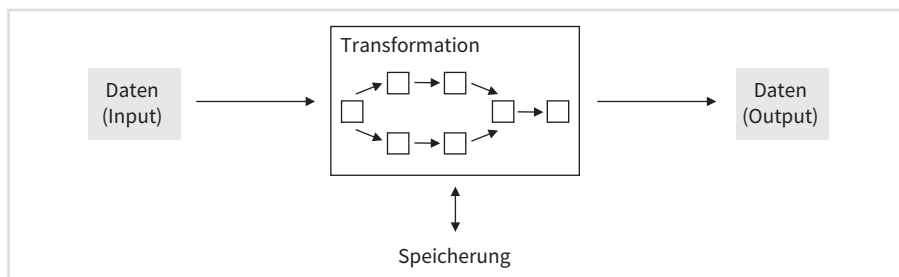 Transformation
Daten
(Input)
Daten
(Output)
Speicherung